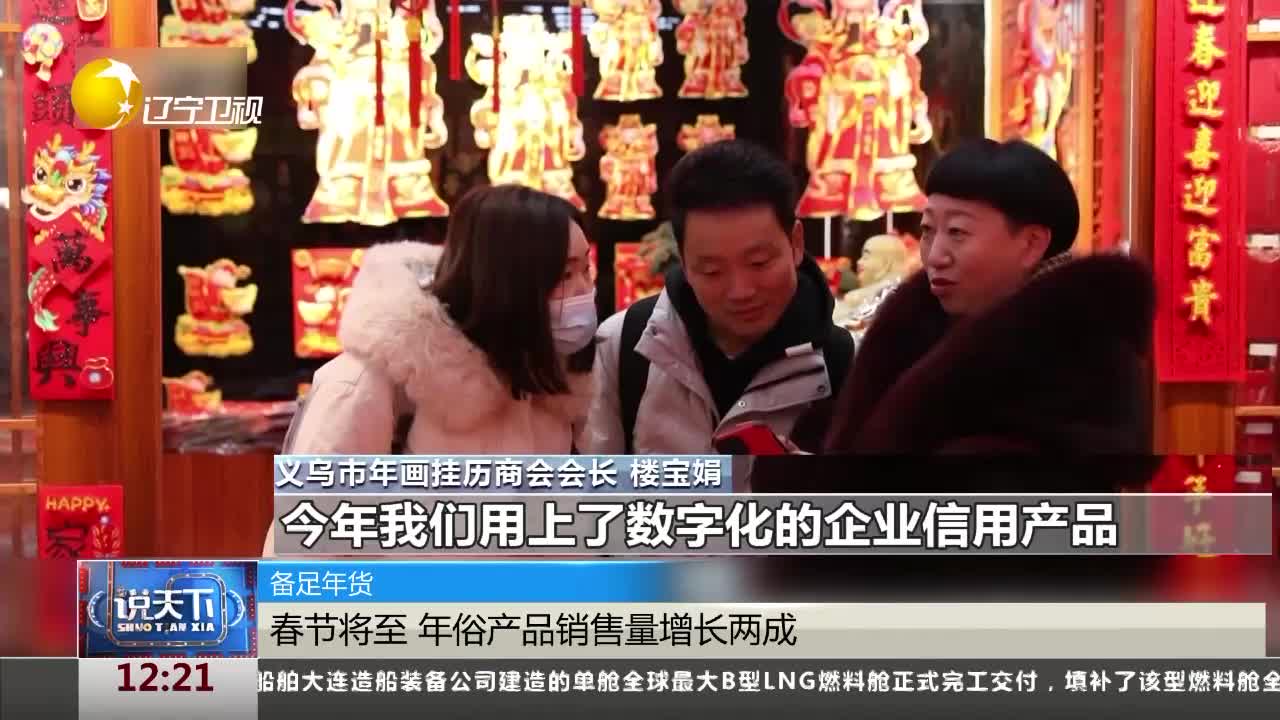 辽宁卫视
萬事興
迎春迎喜迎富貴
HAPPY
家
义乌市年画挂历商会会长 楼宝娟
今年我们用上了数字化的企业信用产品
说天下
SHUO TIAN XIA
备足年货
春节将至 年俗产品销售量增长两成
12:21
船舶大连造船装备公司建造的单舱全球最大B型LNG燃料舱正式完工交付，填补了该型燃料舱全